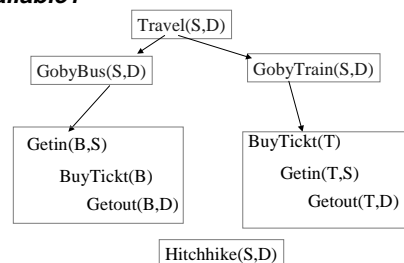 Travel(S,D)
GobyBus(S,D)
GobyTrain(S,D)
Getin(B,S)
BuyTickt(B)
Getout(B,D)
BuyTickt(T)
Getin(T,S)
Getout(T,D)
Hitchhike(S,D)